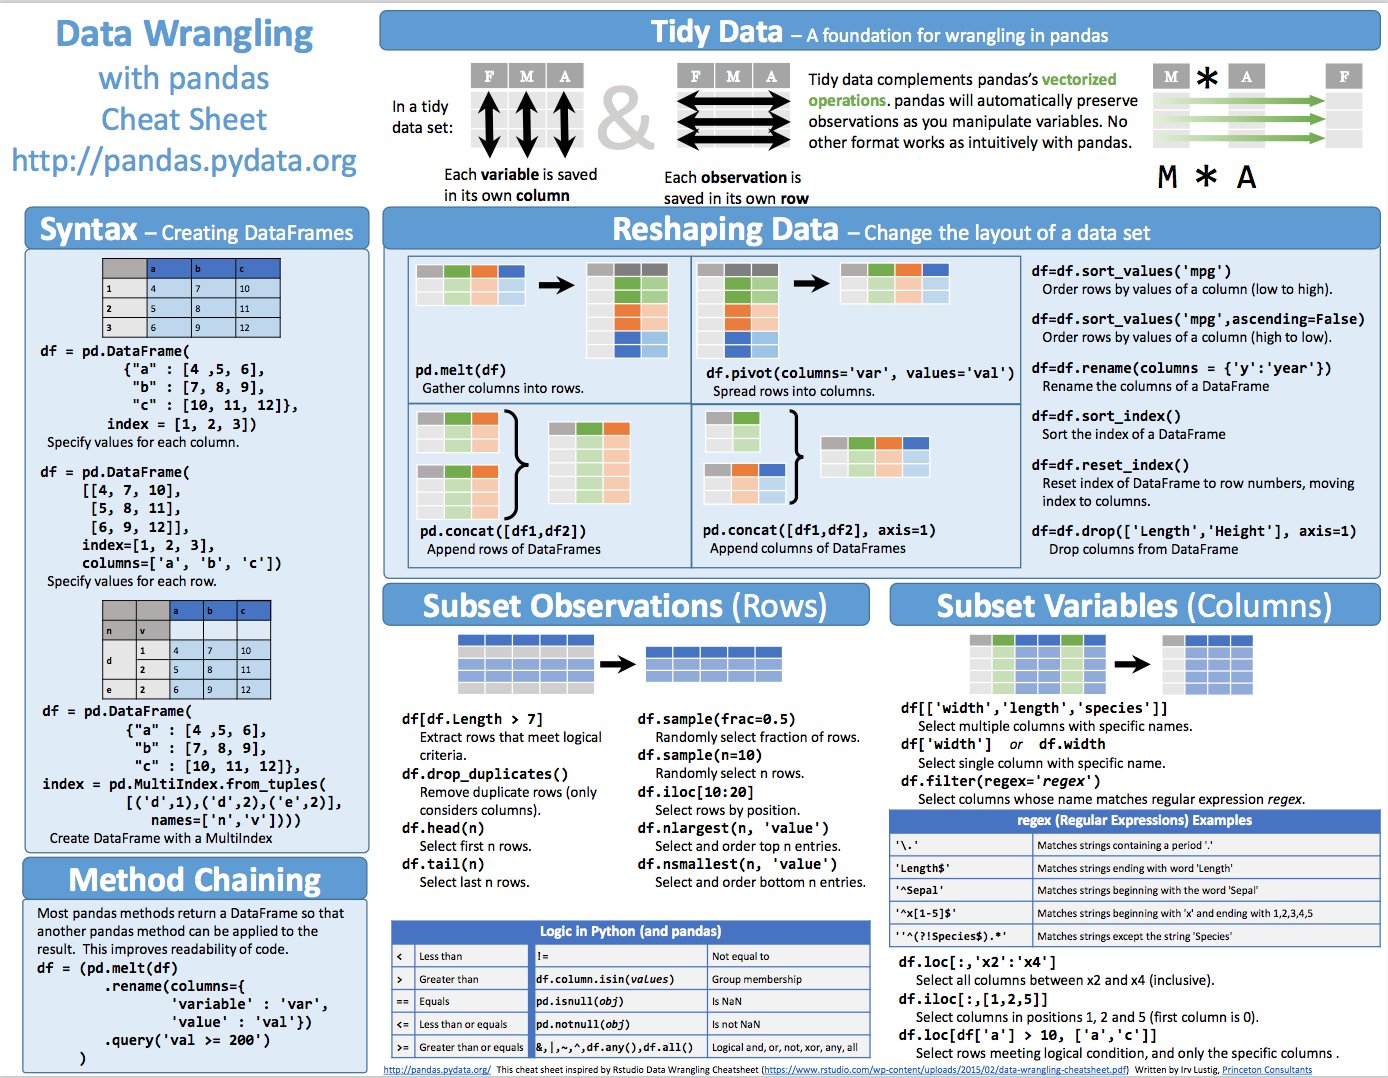 Data Wrangling
with pandas
Cheat Sheet
http://pandas.pydata.org
Tidy Data – A foundation for wrangling in pandas
In a tidy
data set:
F M A
&
F M A
Each variable is saved
in its own column
Each observation is
saved in its own row
Tidy data complements pandas's vectorized
operations. pandas will automatically preserve
observations as you manipulate variables. No
other format works as intuitively with pandas.
M * A F
M * A
Syntax – Creating DataFrames
a b c
1 4 7 10
2 5 8 11
3 6 9 12
df = pd.DataFrame(
{"a" : [4 ,5, 6],
"b" : [7, 8, 9],
"c" : [10, 11, 12]},
index = [1, 2, 3])
Specify values for each column.
df = pd.DataFrame(
[[4, 7, 10],
[5, 8, 11],
[6, 9, 12]],
index=[1, 2, 3],
columns=['a', 'b', 'c'])
Specify values for each row.
a b c
n v
d 1 4 7 10
2 5 8 11
e 2 6 9 12
df = pd.DataFrame(
{"a" : [4 ,5, 6],
"b" : [7, 8, 9],
"c" : [10, 11, 12]},
index = pd.MultiIndex.from_tuples(
[('d',1),('d',2),('e',2)],
names=['n','v'])))
Create DataFrame with a MultiIndex
Method Chaining
Most pandas methods return a DataFrame so that
another pandas method can be applied to the
result. This improves readability of code.
df = (pd.melt(df)
.rename(columns={
'variable' : 'var',
'value' : 'val'})
.query('val >= 200')
)
Reshaping Data – Change the layout of a data set
pd.melt(df)
Gather columns into rows.
df.pivot(columns='var', values='val')
Spread rows into columns.
pd.concat([df1,df2])
Append rows of DataFrames
pd.concat([df1,df2], axis=1)
Append columns of DataFrames
df=df.sort_values('mpg')
Order rows by values of a column (low to high).
df=df.sort_values('mpg',ascending=False)
Order rows by values of a column (high to low).
df=df.rename(columns = {'y':'year'})
Rename the columns of a DataFrame
df=df.sort_index()
Sort the index of a DataFrame
df=df.reset_index()
Reset index of DataFrame to row numbers, moving
index to columns.
df=df.drop(['Length','Height'], axis=1)
Drop columns from DataFrame
Subset Observations (Rows)
df[df.Length > 7]
Extract rows that meet logical
criteria.
df.drop_duplicates()
Remove duplicate rows (only
considers columns).
df.head(n)
Select first n rows.
df.tail(n)
Select last n rows.
df.sample(frac=0.5)
Randomly select fraction of rows.
df.sample(n=10)
Randomly select n rows.
df.iloc[10:20]
Select rows by position.
df.nlargest(n, 'value')
Select and order top n entries.
df.nsmallest(n, 'value')
Select and order bottom n entries.
Logic in Python (and pandas)
< Less than != Not equal to
> Greater than df.column.isin(values) Group membership
== Equals pd.isnull(obj) Is NaN
<= Less than or equals pd.notnull(obj) Is not NaN
>= Greater than or equals &,|,~,^,df.any(),df.all() Logical and, or, not, xor, any, all
Subset Variables (Columns)
df[['width','length','species']]
Select multiple columns with specific names.
df['width'] or df.width
Select single column with specific name.
df.filter(regex='regex')
Select columns whose name matches regular expression regex.
regex (Regular Expressions) Examples
'\.' Matches strings containing a period '.'
'Length$' Matches strings ending with word 'Length'
'^Sepal' Matches strings beginning with the word 'Sepal'
'^x[1-5]$' Matches strings beginning with 'x' and ending with 1,2,3,4,5
''^(?!Species$).*' Matches strings except the string 'Species'
df.loc[:,'x2':'x4']
Select all columns between x2 and x4 (inclusive).
df.iloc[:,[1,2,5]]
Select columns in positions 1, 2 and 5 (first column is 0).
df.loc[df['a'] > 10, ['a','c']]
Select rows meeting logical condition, and only the specific columns .
http://pandas.pydata.org/ This cheat sheet inspired by Rstudio Data Wrangling Cheatsheet (https://www.rstudio.com/wp-content/uploads/2015/02/data-wrangling-cheatsheet.pdf) Written by Irv Lustig, Princeton Consultants